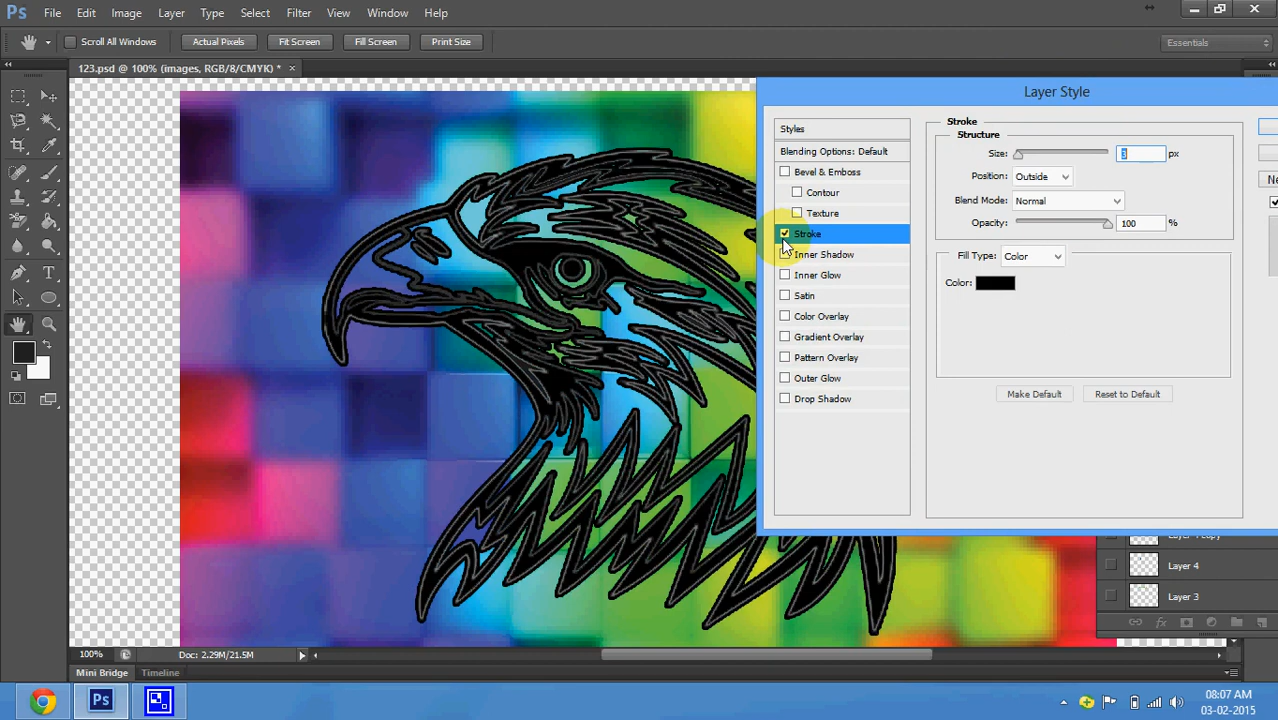 Ps File Edit Image Layer Type Select Filter View Window Help
Scroll All Windows Actual Pixels Fit Screen Fill Screen Print Size Essentials
123.psd @ 100% (images, RGB/8/CMYK) * ×
Layer Style
Styles
Blending Options: Default
Bevel & Emboss
Contour
Texture
Stroke
Inner Shadow
Inner Glow
Satin
Color Overlay
Gradient Overlay
Pattern Overlay
Outer Glow
Drop Shadow
Stroke
Structure
Size: 3 px
Position: Outside
Blend Mode: Normal
Opacity: 100 %
Fill Type: Color
Color:
Make Default Reset to Default
Ne
Layer 1 copy
Layer 4
Layer 3
100% Doc: 2.29M/21.5M
Mini Bridge Timeline
Ps
08:07 AM
03-02-2015